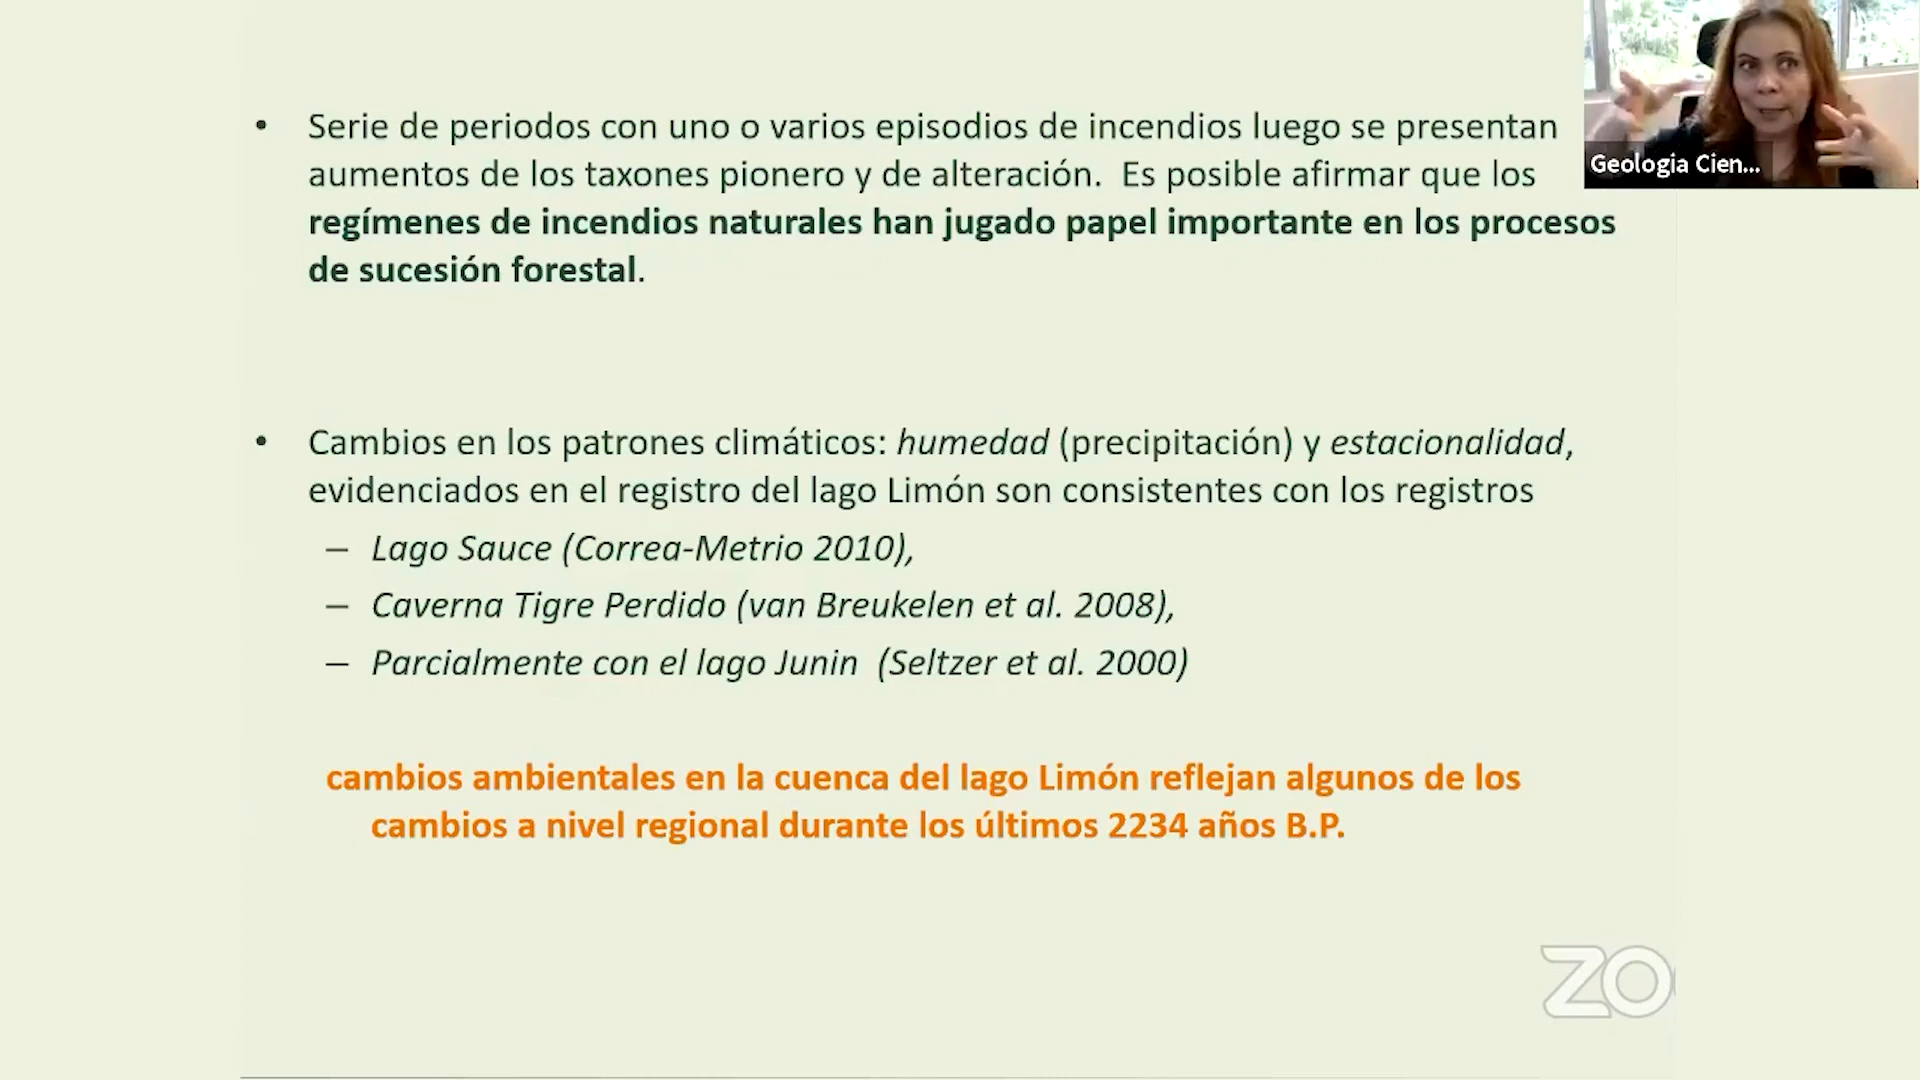 • Serie de periodos con uno o varios episodios de incendios luego se presentan
aumentos de los taxones pionero y de alteración. Es posible afirmar que los
regímenes de incendios naturales han jugado papel importante en los procesos
de sucesión forestal.
• Cambios en los patrones climáticos: humedad (precipitación) y estacionalidad,
evidenciados en el registro del lago Limón son consistentes con los registros
– Lago Sauce (Correa-Metrio 2010),
– Caverna Tigre Perdido (van Breukelen et al. 2008),
– Parcialmente con el lago Junin (Seltzer et al. 2000)
cambios ambientales en la cuenca del lago Limón reflejan algunos de los
cambios a nivel regional durante los últimos 2234 años B.P.
Geologia Cien...
ZO